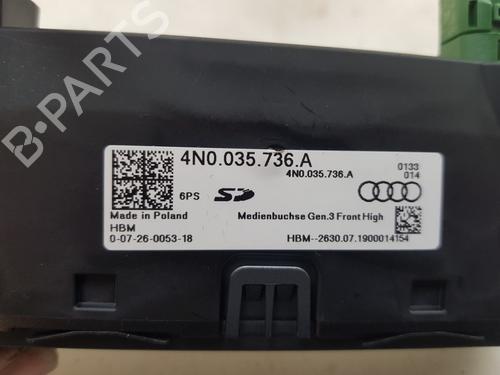 4N0.035.736.A
4N0.035.736.A
0133
014
6PS SD
Medienbuchse Gen.3 Front High
Made in Poland
HBM
0-07-26-0053-18
HBM--2630.07.1900014154
B-PARTS